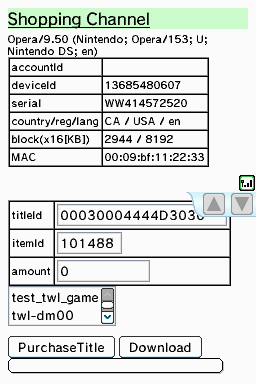 Shopping Channel
Opera/9.50 (Nintendo; Opera/153; U;
Nintendo DS; en)
accountId
deviceId 13685480607
serial WW414572520
country/reg/lang CA / USA / en
block(x16[KB]) 2944 / 8192
MAC 00:09:bf:11:22:33
titleId 00030004444D3030
itemId 101488
amount 0
test_twl_game
twl-dm00
PurchaseTitle Download